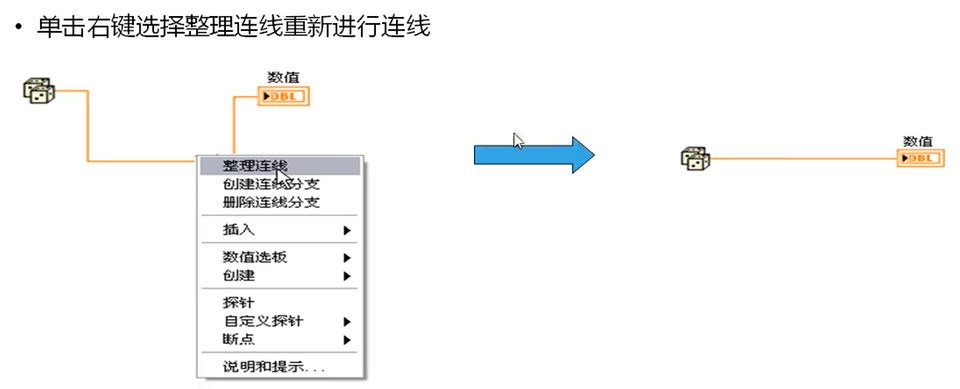 • 单击右键选择整理连线重新进行连线
数值
DBL
整理连线
创建连线分支
删除连线分支
插入
数值选板
创建
探针
自定义探针
断点
说明和提示...
数值
DBL